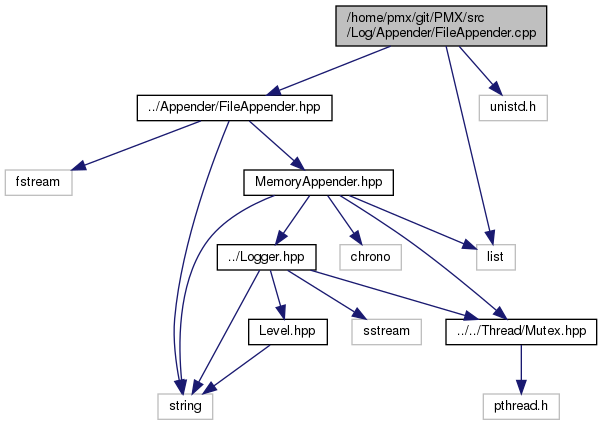 /home/pmx/git/PMX/src
/Log/Appender/FileAppender.cpp
../Appender/FileAppender.hpp
unistd.h
fstream
MemoryAppender.hpp
../Logger.hpp
chrono
list
Level.hpp
sstream
../../Thread/Mutex.hpp
string
pthread.h